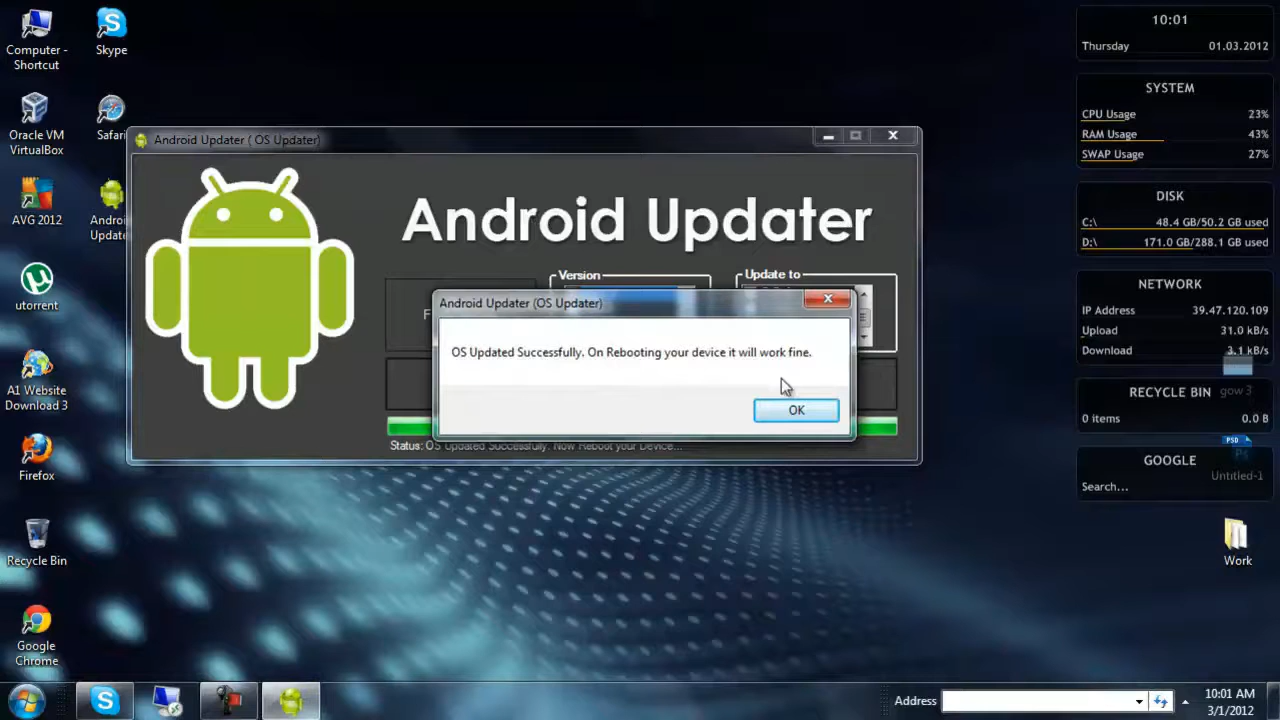 Computer -
Shortcut
Skype
Oracle VM
VirtualBox
Safari
AVG 2012
Androi
Update
utorrent
A1 Website
Download 3
Firefox
Recycle Bin
Google
Chrome
Android Updater ( OS Updater)
Android Updater
Version
Update to
F
Android Updater (OS Updater)
OS Updated Successfully. On Rebooting your device it will work fine.
OK
Status: OS Updated Successfully. Now Reboot your Device...
10:01
Thursday 01.03.2012
SYSTEM
CPU Usage 23%
RAM Usage 43%
SWAP Usage 27%
DISK
C:\ 48.4 GB/50.2 GB used
D:\ 171.0 GB/288.1 GB used
NETWORK
IP Address 39.47.120.109
Upload 31.0 kB/s
Download 3.1 kB/s
RECYCLE BIN
gow 3
0 items 0.0 B
PSD
GOOGLE
Untitled-1
Search...
Work
Address
10:01 AM
3/1/2012